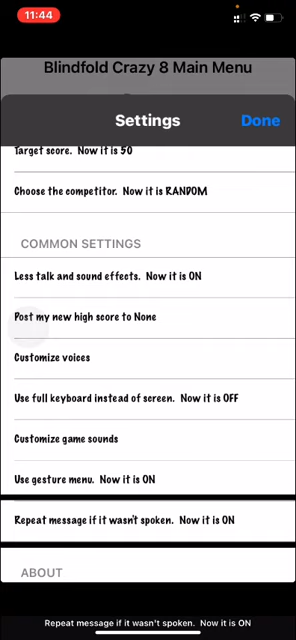 11:44
Blindfold Crazy 8 Main Menu
Settings
Done
Target score. Now it is 50
Choose the competitor. Now it is RANDOM
COMMON SETTINGS
Less talk and sound effects. Now it is ON
Post my new high score to None
Customize voices
Use full keyboard instead of screen. Now it is OFF
Customize game sounds
Use gesture menu. Now it is ON
Repeat message if it wasn't spoken. Now it is ON
ABOUT
Repeat message if it wasn't spoken. Now it is ON